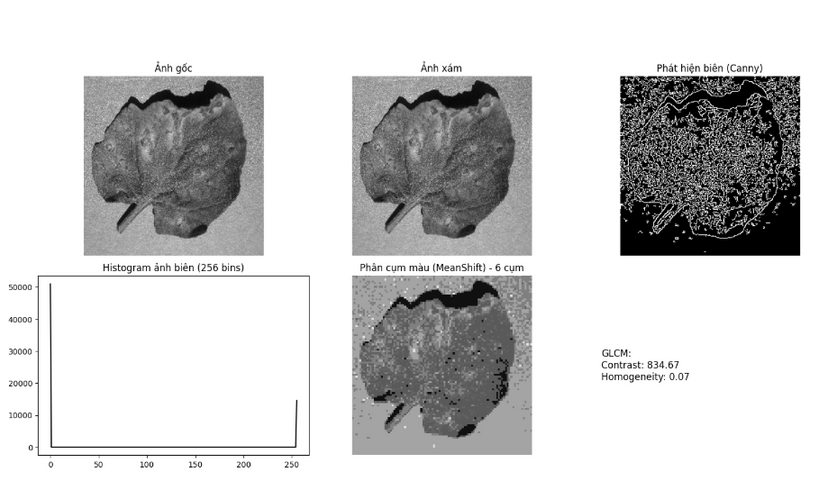 Ảnh gốc
Ảnh xám
Phát hiện biên (Canny)
Histogram ảnh biên (256 bins)
50000
40000
30000
20000
10000
0
0 50 100 150 200 250
Phân cụm màu (MeanShift) - 6 cụm
GLCM:
Contrast: 834.67
Homogeneity: 0.07